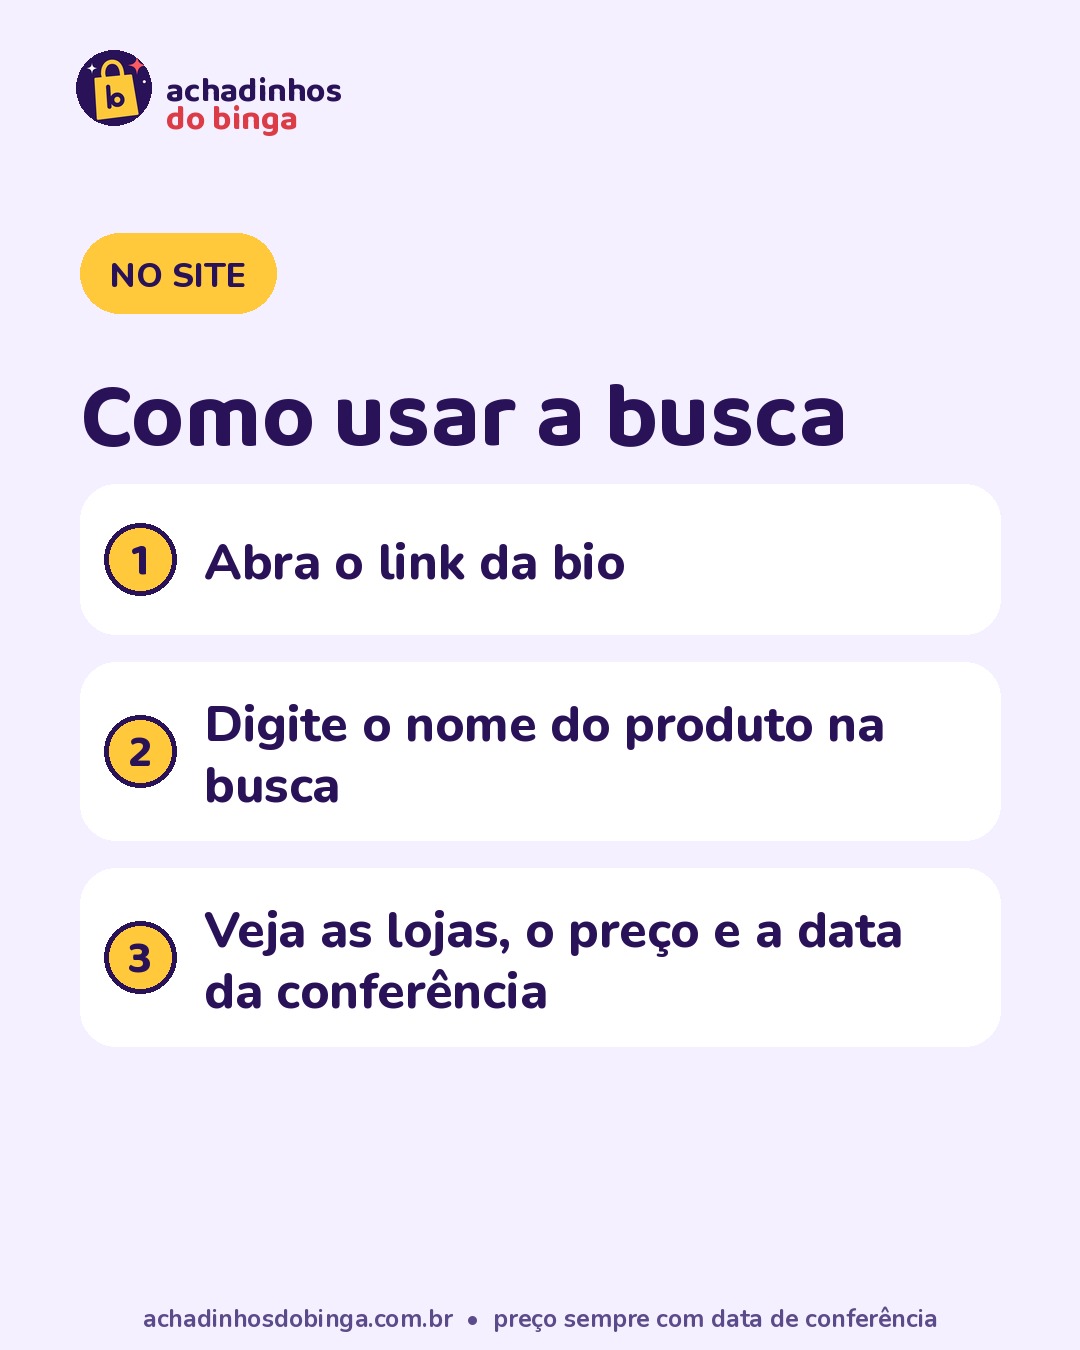 b
achadinhos
do binga
NO SITE
Como usar a busca
1 Abra o link da bio
2 Digite o nome do produto na
busca
3 Veja as lojas, o preço e a data
da conferência
achadinhosdobinga.com.br • preço sempre com data de conferência